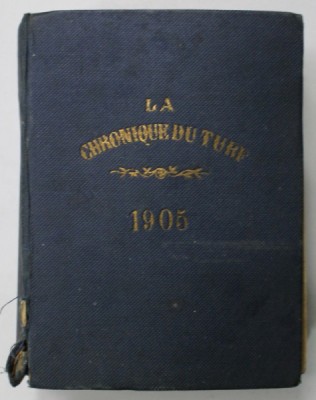 LA
CHRONIQUE DU TURF
1905